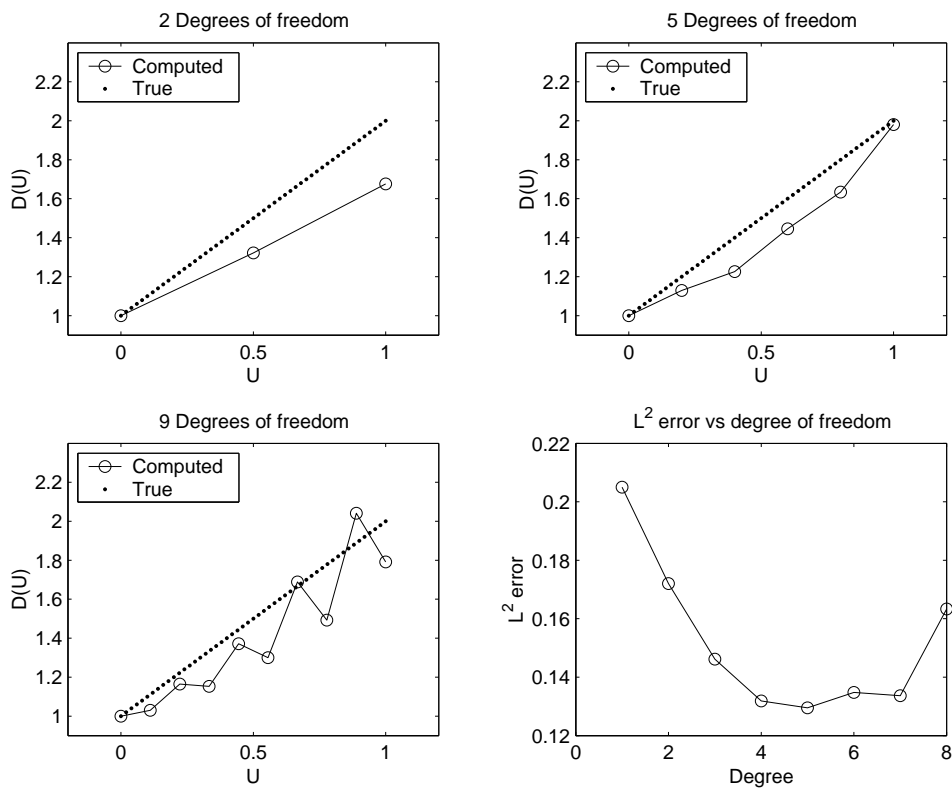 2 Degrees of freedom
Computed
True
2.2
2
1.8
1.6
1.4
1.2
1
D(U)
0
0.5
1
U
5 Degrees of freedom
Computed
True
2.2
2
1.8
1.6
1.4
1.2
1
D(U)
0
0.5
1
U
9 Degrees of freedom
Computed
True
2.2
2
1.8
1.6
1.4
1.2
1
D(U)
0
0.5
1
U
L² error vs degree of freedom
0.22
0.2
0.18
0.16
0.14
0.12
L² error
0
2
4
6
8
Degree